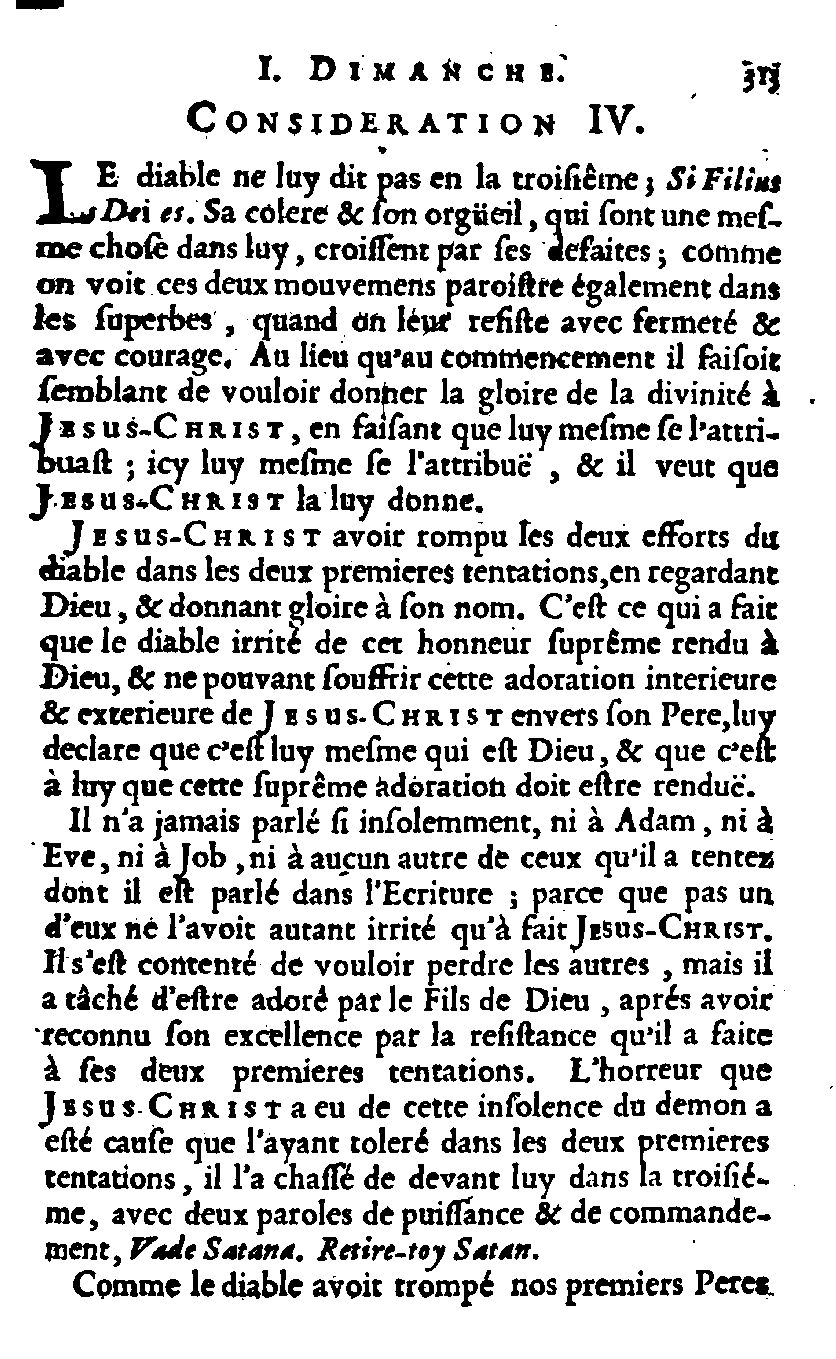 I. DIMANCHE. 313
CONSIDERATION IV.
LE diable ne luy dit pas en la troisiême ; Si Filius
Dei es. Sa colere & son orgüeil, qui sont une mes-
me chose dans luy, croissent par ses defaites ; comme
on voit ces deux mouvemens paroistre également dans
les superbes, quand on leur resiste avec fermeté &
avec courage. Au lieu qu'au commencement il faisoit
semblant de vouloir donner la gloire de la divinité à
JESUS-CHRIST, en faisant que luy mesme se l'attri-
buast ; icy luy mesme se l'attribuë, & il veut que
JESUS-CHRIST la luy donne.
JESUS-CHRIST avoir rompu les deux efforts du
diable dans les deux premieres tentations, en regardant
Dieu, & donnant gloire à son nom. C'est ce qui a fait
que le diable irrité de cet honneur suprême rendu à
Dieu, & ne pouvant souffrir cette adoration interieure
& exterieure de JESUS-CHRIST envers son Pere, luy
declare que c'est luy mesme qui est Dieu, & que c'est
à luy que cette suprême adoration doit estre renduë.
Il n'a jamais parlé si insolemment, ni à Adam, ni à
Eve, ni à Job, ni à aucun autre de ceux qu'il a tentez
dont il est parlé dans l'Ecriture ; parce que pas un
d'eux ne l'avoit autant irrité qu'à fait JESUS-CHRIST.
Il s'est contenté de vouloir perdre les autres, mais il
a tâché d'estre adoré par le Fils de Dieu, aprés avoir
reconnu son excellence par la resistance qu'il a faite
à ses deux premieres tentations. L'horreur que
JESUS-CHRIST a eu de cette insolence du demon a
esté cause que l'ayant toleré dans les deux premieres
tentations, il l'a chassé de devant luy dans la troisié-
me, avec deux paroles de puissance & de commande-
ment, Vade Satana. Retire-toy Satan.
Comme le diable avoit trompé nos premiers Peres